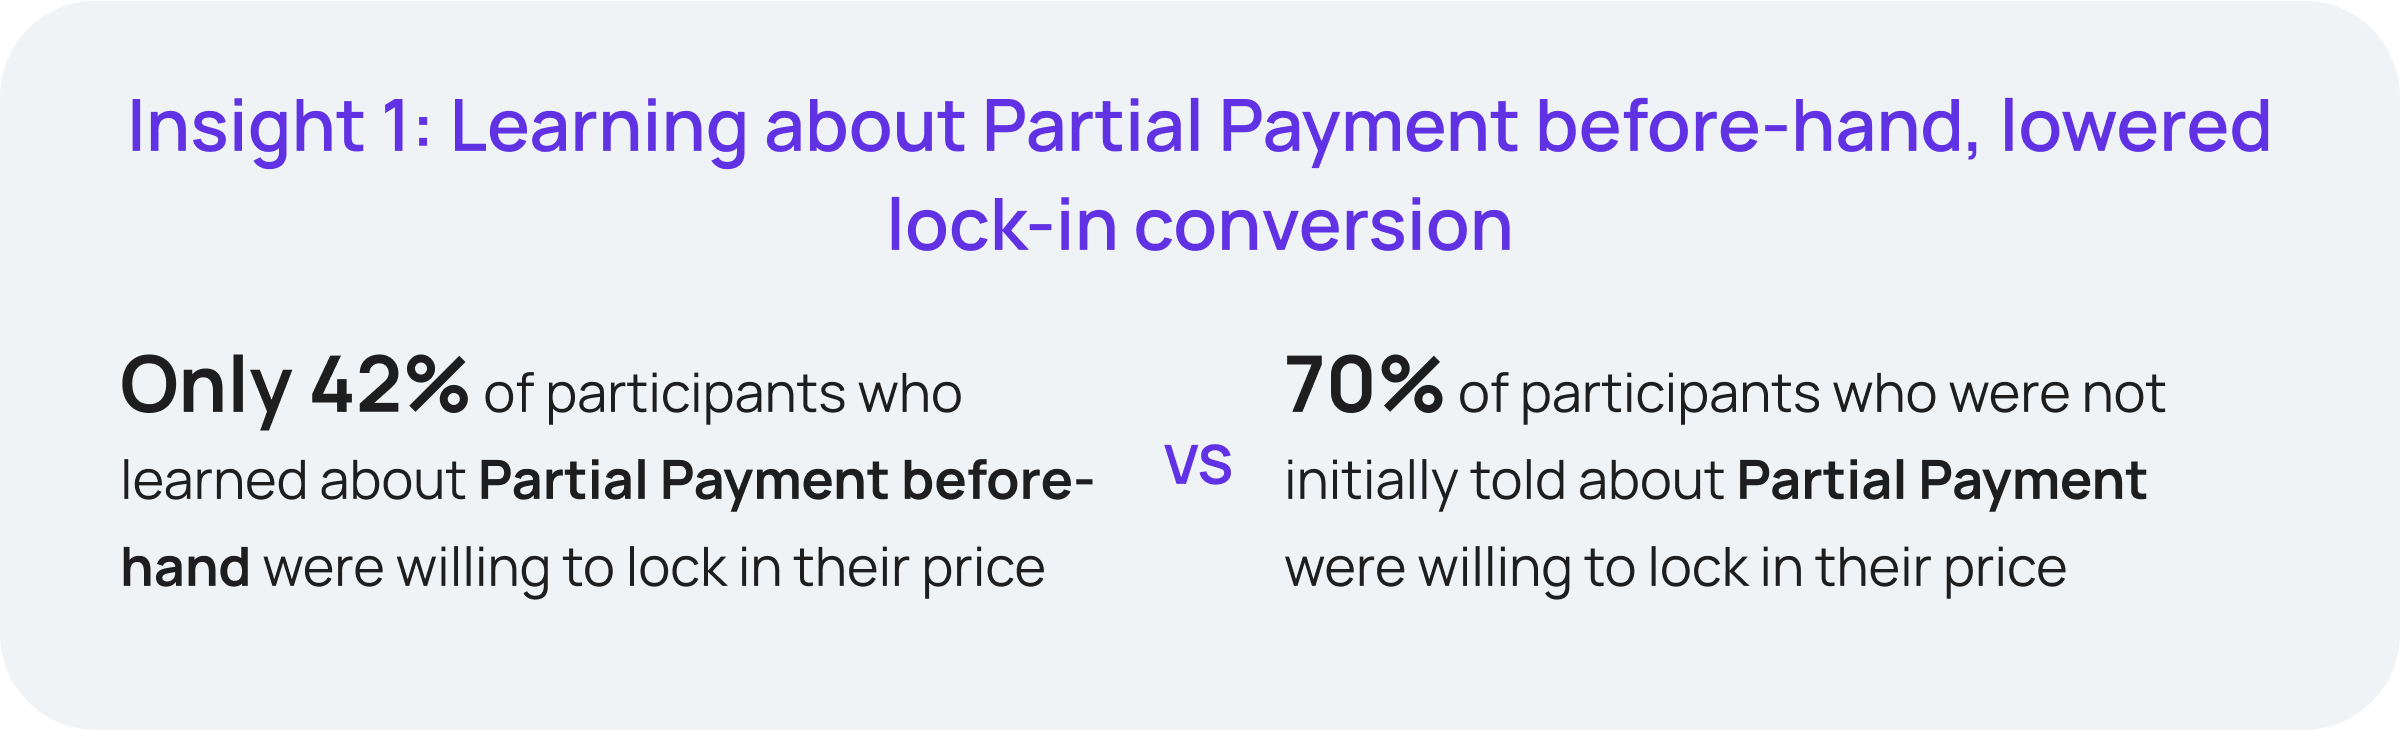 Insight 1: Learning about Partial Payment before-hand, lowered
lock-in conversion
Only 42% of participants who
learned about Partial Payment before-
hand were willing to lock in their price
vs
70% of participants who were not
initially told about Partial Payment
were willing to lock in their price